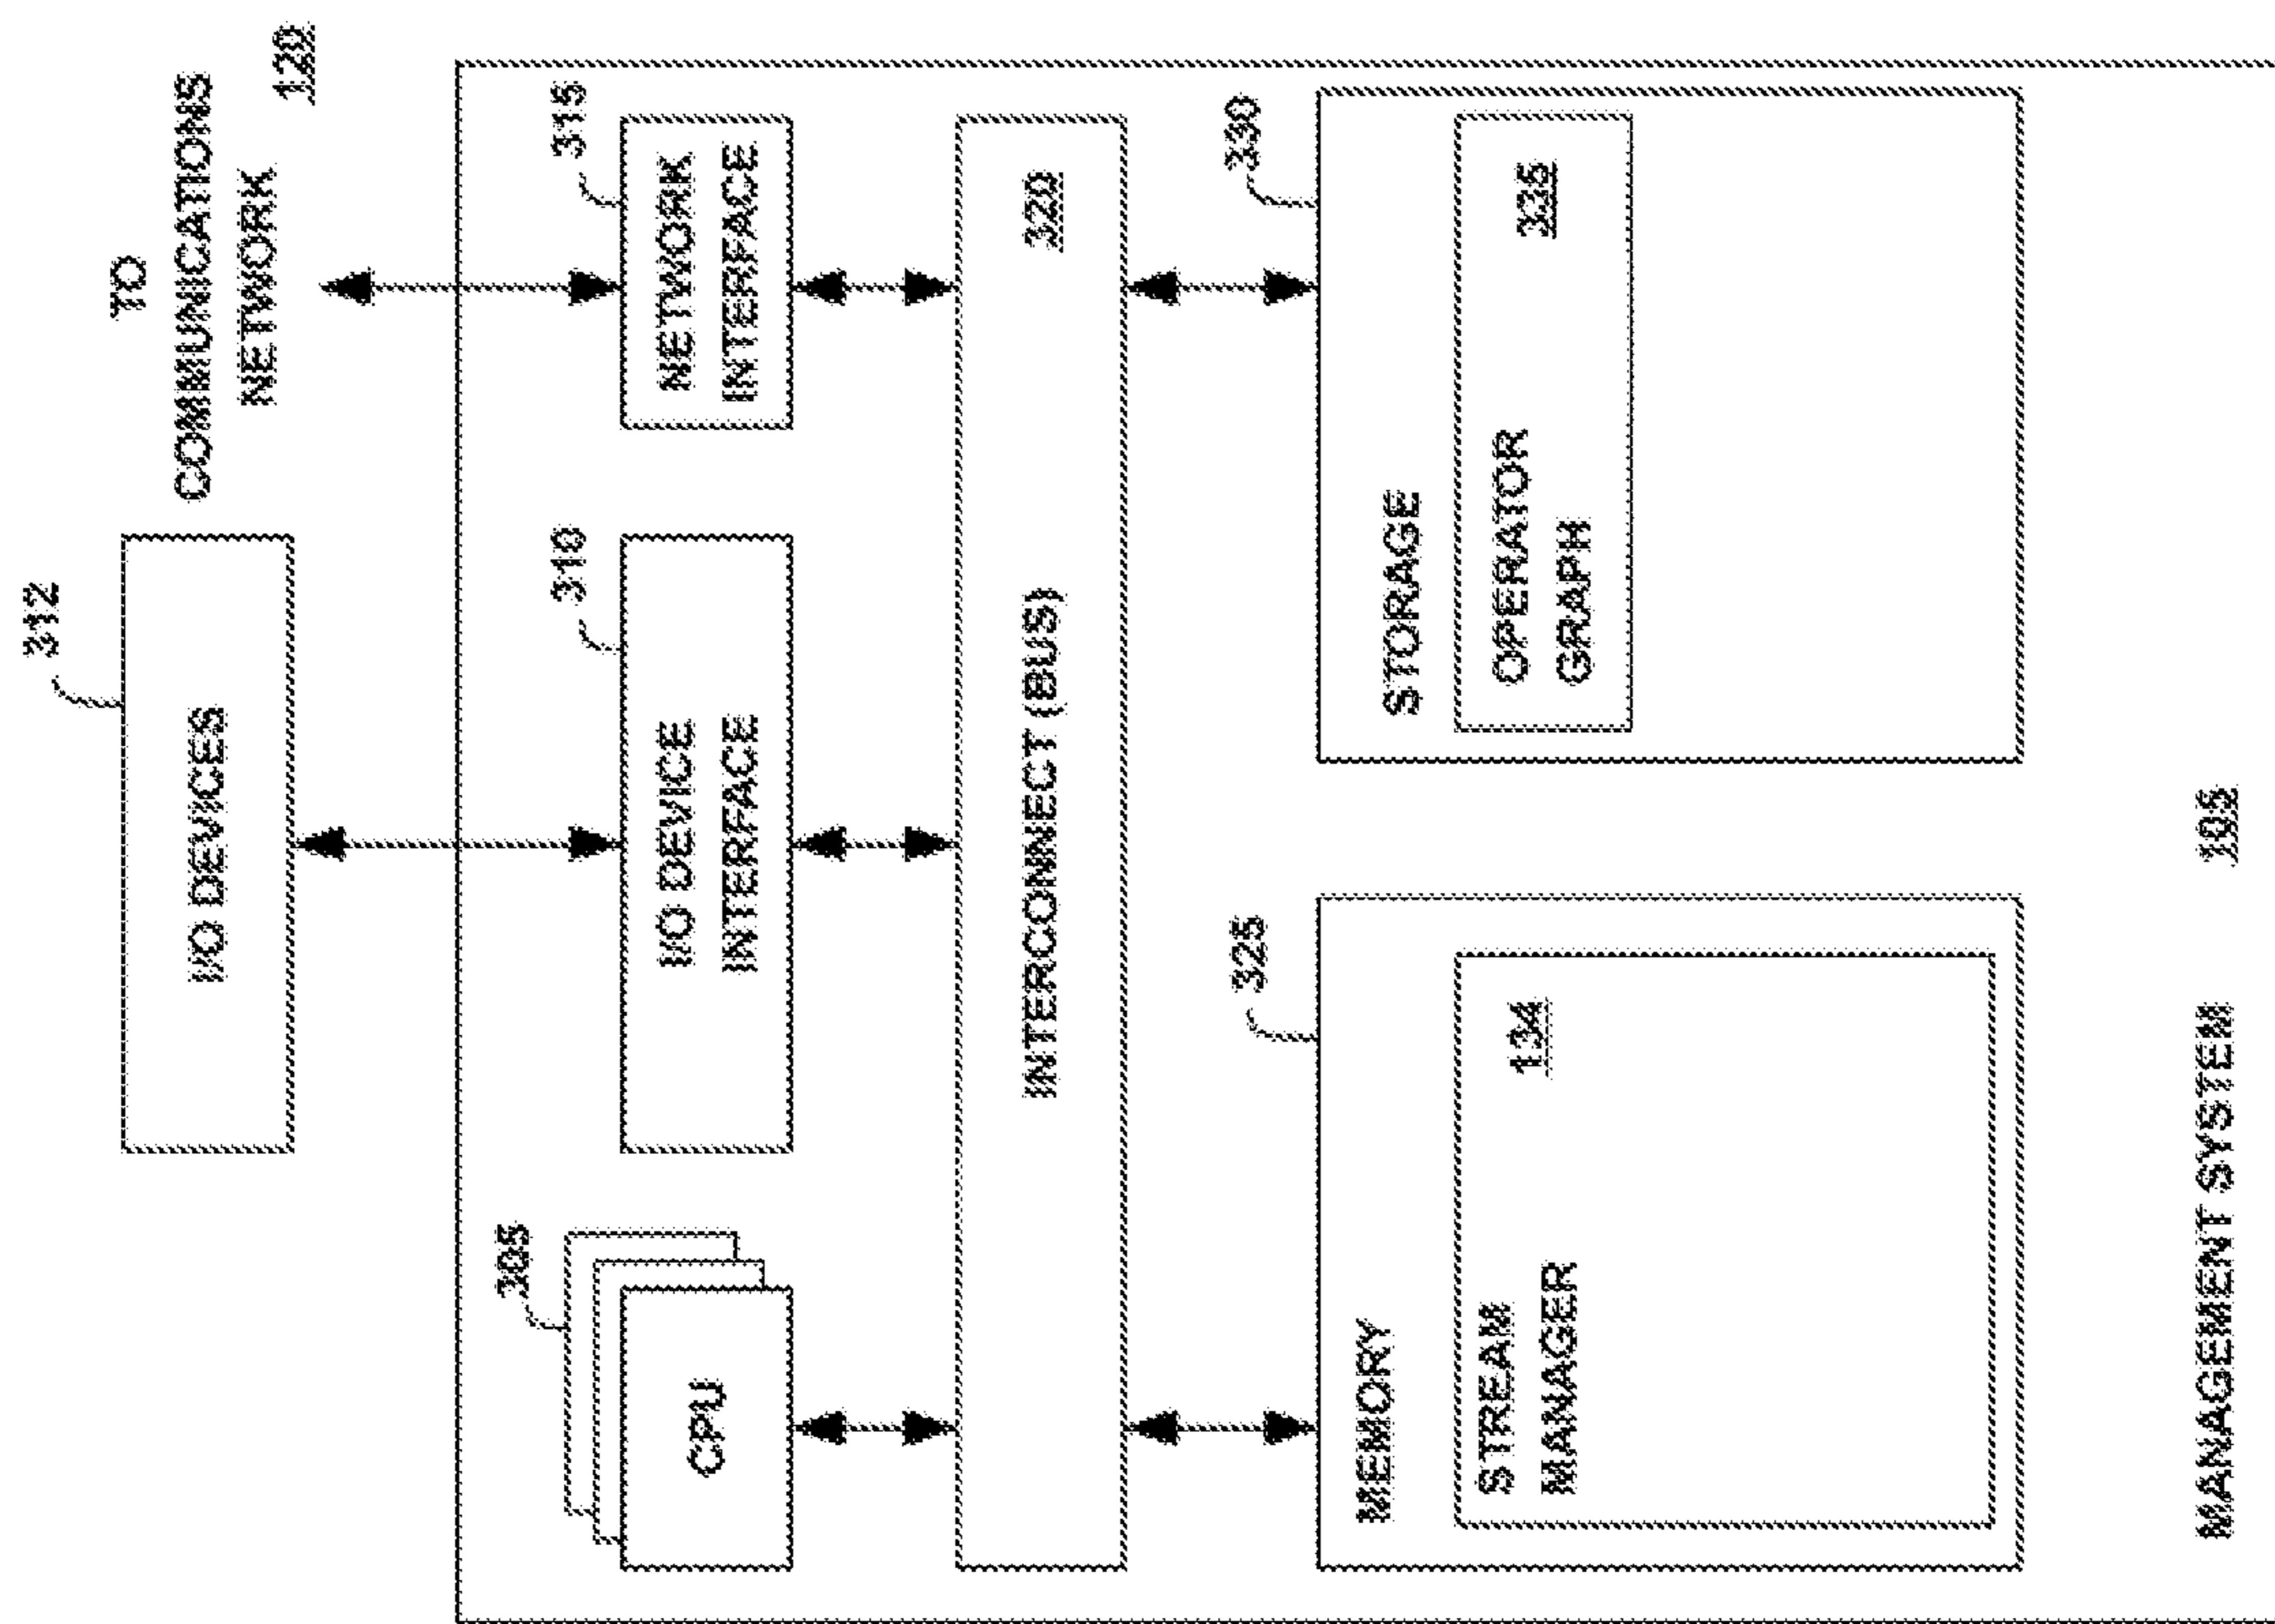 312
I/O DEVICES
TO
COMMUNICATIONS
NETWORK
120
305
CPU
310
I/O DEVICE
INTERFACE
315
NETWORK
INTERFACE
INTERCONNECT (BUS)
320
325
MEMORY
STREAM
MANAGER
134
330
STORAGE
OPERATOR
GRAPH
335
MANAGEMENT SYSTEM
105